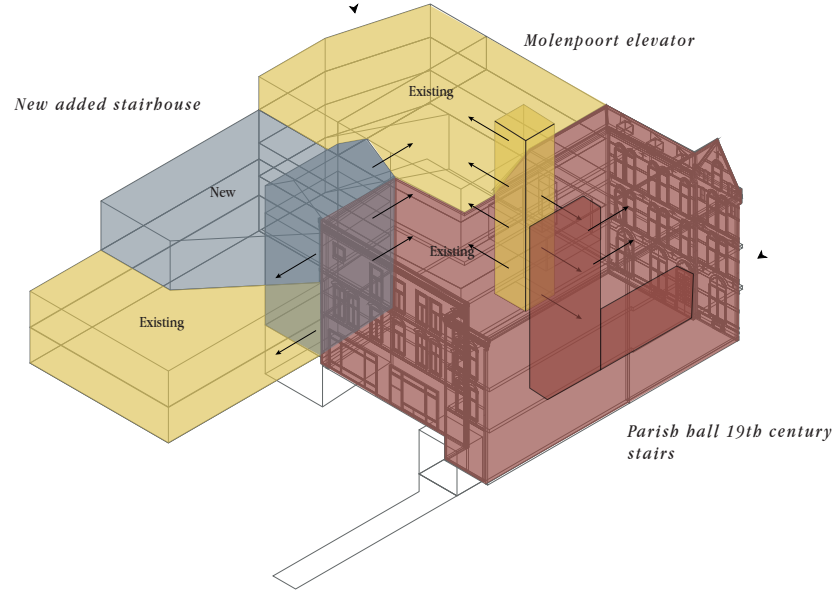 Molenpoort elevator
Existing
New added stairhouse
New
Existing
Existing
Parish hall 19th century
stairs